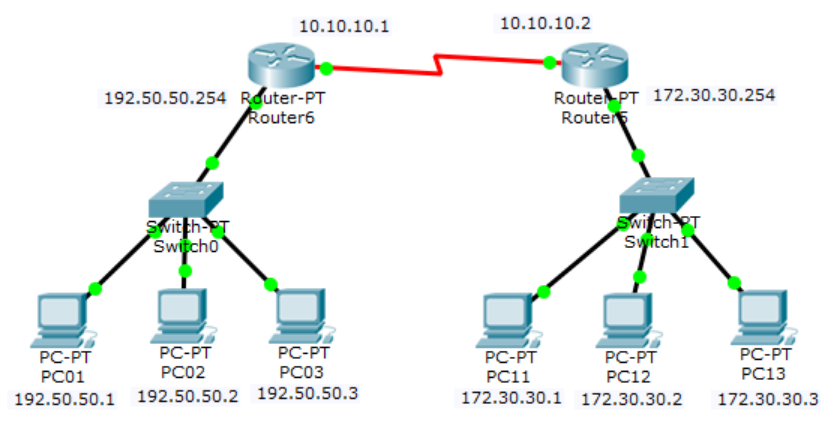 10.10.10.1
10.10.10.2
192.50.50.254
Router-PT
Router6
Router-PT
Router5
172.30.30.254
Switch-PT
Switch0
Switch-PT
Switch1
PC-PT
PC01
192.50.50.1
PC-PT
PC02
192.50.50.2
PC-PT
PC03
192.50.50.3
PC-PT
PC11
172.30.30.1
PC-PT
PC12
172.30.30.2
PC-PT
PC13
172.30.30.3